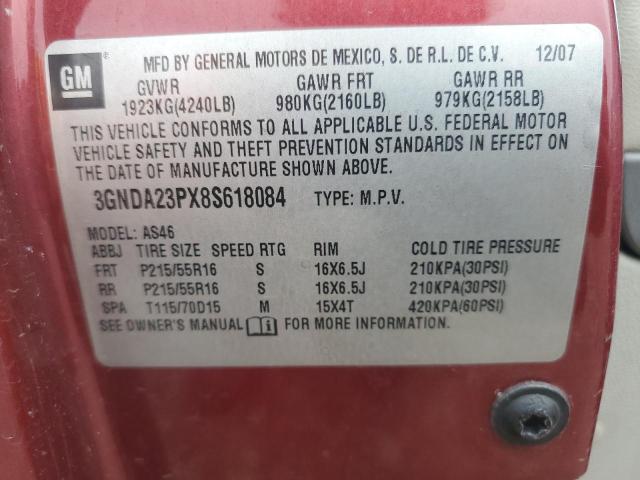 GM
MFD BY GENERAL MOTORS DE MEXICO, S. DE R.L. DE C.V. 12/07
GVWR GAWR FRT GAWR RR
1923KG(4240LB) 980KG(2160LB) 979KG(2158LB)
THIS VEHICLE CONFORMS TO ALL APPLICABLE U.S. FEDERAL MOTOR
VEHICLE SAFETY AND THEFT PREVENTION STANDARDS IN EFFECT ON
THE DATE OF MANUFACTURE SHOWN ABOVE.
3GNDA23PX8S618084 TYPE: M.P.V.
MODEL: AS46
ABBJ TIRE SIZE SPEED RTG RIM COLD TIRE PRESSURE
FRT P215/55R16 S 16X6.5J 210KPA(30PSI)
RR P215/55R16 S 16X6.5J 210KPA(30PSI)
SPA T115/70D15 M 15X4T 420KPA(60PSI)
SEE OWNER'S MANUAL FOR MORE INFORMATION.